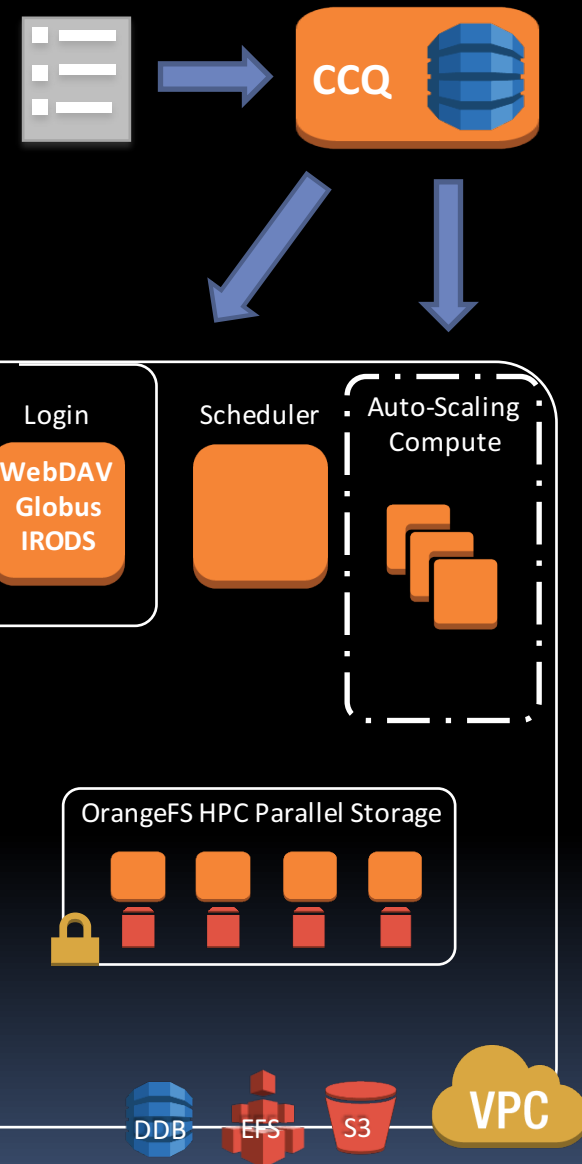 CCQ
Login
Scheduler
Auto-Scaling
Compute
WebDAV
Globus
IRODS
OrangeFS HPC Parallel Storage
DDB
EFS
S3
VPC